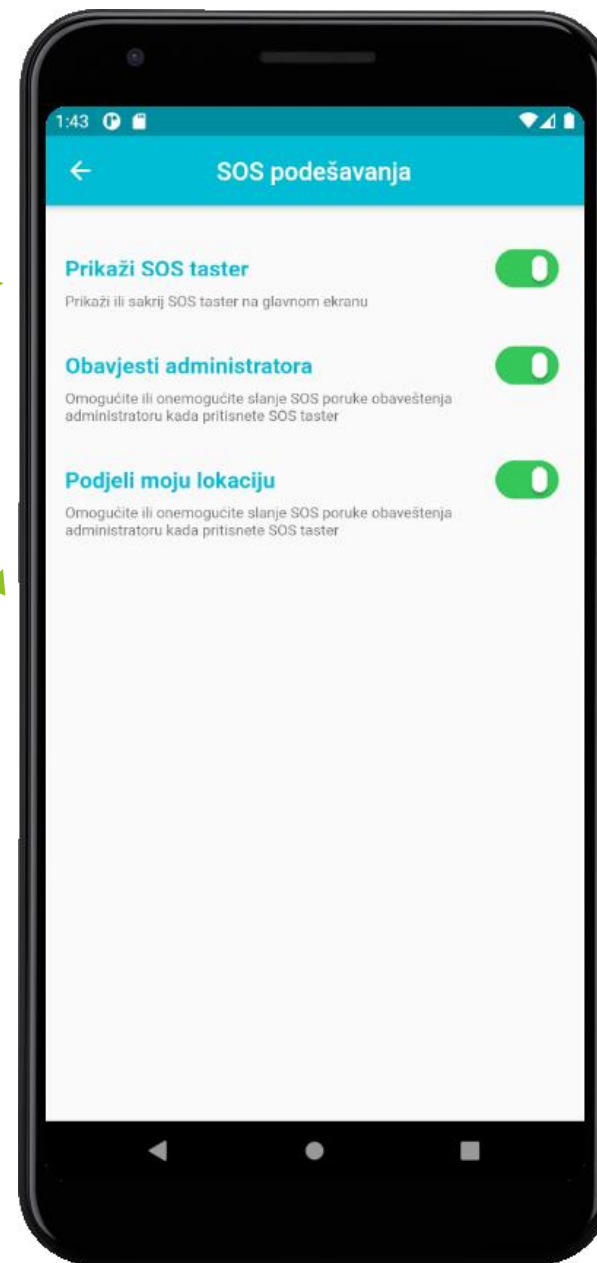 1:43
SOS podešavanja
Prikaži SOS taster
Prikaži ili sakrij SOS taster na glavnom ekranu
Obavjesti administratora
Omogućite ili onemogućite slanje SOS poruke obaveštenja
administratoru kada pritisnete SOS taster
Podjeli moju lokaciju
Omogućite ili onemogućite slanje SOS poruke obaveštenja
administratoru kada pritisnete SOS taster